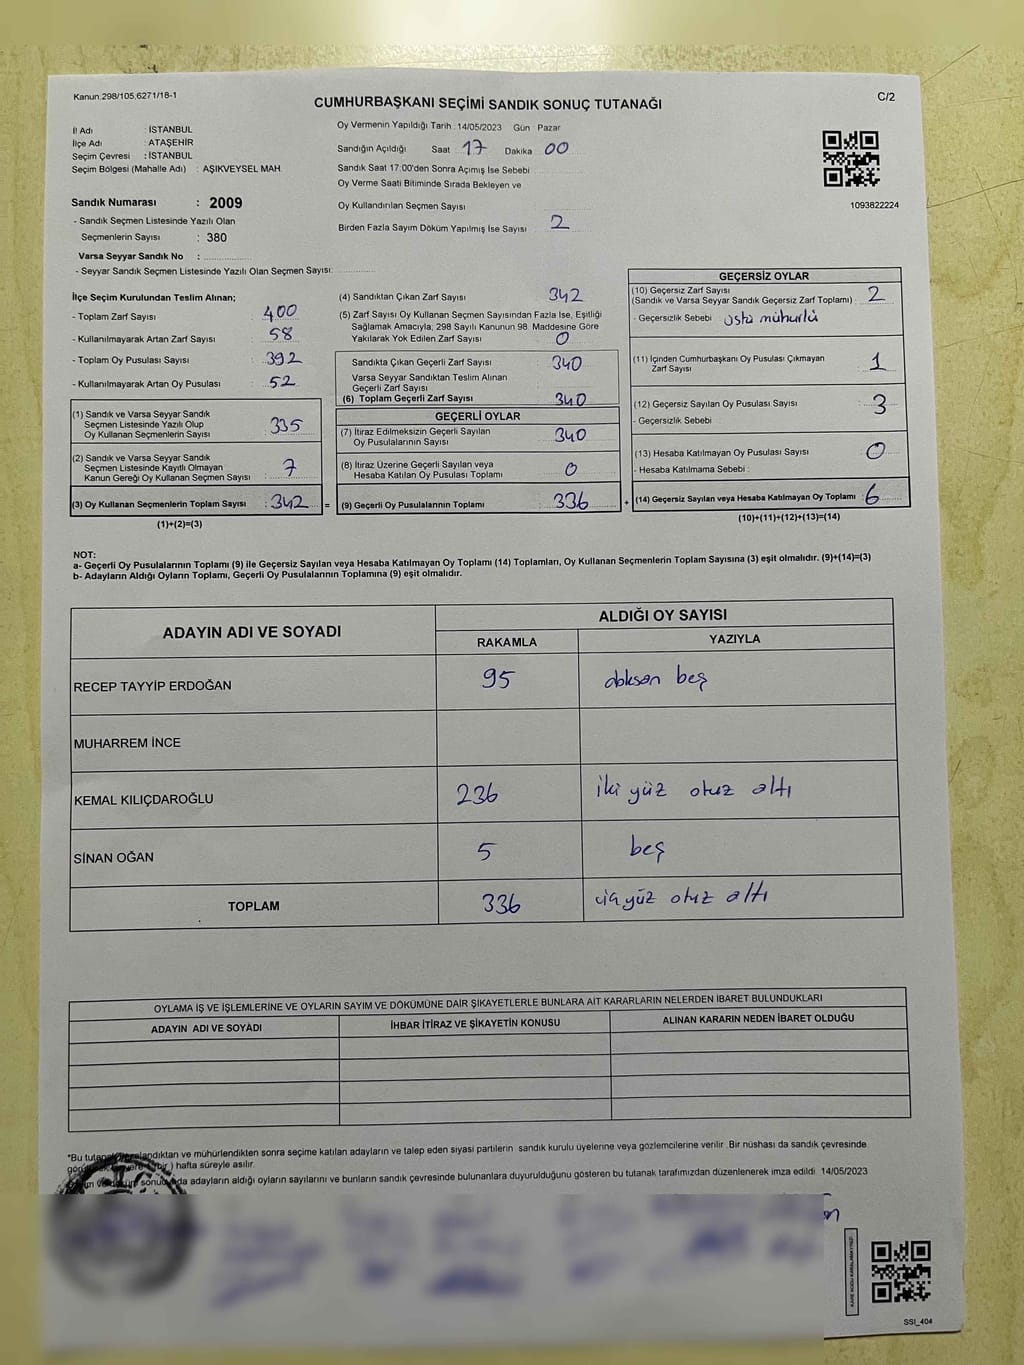 Kanun.298/105,6271/18-1
C/2
CUMHURBAŞKANI SEÇİMİ SANDIK SONUÇ TUTANAĞI
İl Adı : İSTANBUL
İlçe Adı : ATAŞEHİR
Seçim Çevresi : İSTANBUL
Seçim Bölgesi (Mahalle Adı) : AŞIKVEYSEL MAH
Sandık Numarası : 2009
- Sandık Seçmen Listesinde Yazılı Olan
Seçmenlerin Sayısı : 380
Varsa Seyyar Sandık No :
- Seyyar Sandık Seçmen Listesinde Yazılı Olan Seçmen Sayısı:
Oy Vermenin Yapıldığı Tarih : 14/05/2023 Gün : Pazar
Sandığın Açıldığı Saat 17 Dakika 00
Sandık Saat 17:00'den Sonra Açımış İse Sebebi
Oy Verme Saati Bitiminde Sırada Bekleyen ve
Oy Kullandırılan Seçmen Sayısı
Birden Fazla Sayım Döküm Yapılmış İse Sayısı 2
1093822224
İlçe Seçim Kurulundan Teslim Alınan;
- Toplam Zarf Sayısı : 400
- Kullanılmayarak Artan Zarf Sayısı : 58
- Toplam Oy Pusulası Sayısı : 392
- Kullanılmayarak Artan Oy Pusulası : 52
(1) Sandık ve Varsa Seyyar Sandık
Seçmen Listesinde Yazılı Olup
Oy Kullanan Seçmenlerin Sayısı : 335
(2) Sandık ve Varsa Seyyar Sandık
Seçmen Listesinde Kayıtlı Olmayan
Kanun Gereği Oy Kullanan Seçmen Sayısı : 7
(3) Oy Kullanan Seçmenlerin Toplam Sayısı : 342 =
(1)+(2)=(3)
(4) Sandıktan Çıkan Zarf Sayısı 342
(5) Zarf Sayısı Oy Kullanan Seçmen Sayısından Fazla İse, Eşitliği
Sağlamak Amacıyla; 298 Sayılı Kanunun 98. Maddesine Göre
Yakılarak Yok Edilen Zarf Sayısı 0
Sandıkta Çıkan Geçerli Zarf Sayısı 340
Varsa Seyyar Sandıktan Teslim Alınan
Geçerli Zarf Sayısı
(6) Toplam Geçerli Zarf Sayısı 340
GEÇERLİ OYLAR
(7) İtiraz Edilmeksizin Geçerli Sayılan
Oy Pusulalarının Sayısı 340
(8) İtiraz Üzerine Geçerli Sayılan veya
Hesaba Katılan Oy Pusulası Toplamı 0
(9) Geçerli Oy Pusulalarının Toplamı 336 +
GEÇERSİZ OYLAR
(10) Geçersiz Zarf Sayısı
(Sandık ve Varsa Seyyar Sandık Geçersiz Zarf Toplamı) : 2
- Geçersizlik Sebebi : üstü mühürlü
(11) İçinden Cumhurbaşkanı Oy Pusulası Çıkmayan
Zarf Sayısı : 1
(12) Geçersiz Sayılan Oy Pusulası Sayısı : 3
- Geçersizlik Sebebi
(13) Hesaba Katılmayan Oy Pusulası Sayısı : 0
- Hesaba Katılmama Sebebi :
(14) Geçersiz Sayılan veya Hesaba Katılmayan Oy Toplamı : 6
(10)+(11)+(12)+(13)=(14)
NOT:
a- Geçerli Oy Pusulalarının Toplamı (9) ile Geçersiz Sayılan veya Hesaba Katılmayan Oy Toplamı (14) Toplamları, Oy Kullanan Seçmenlerin Toplam Sayısına (3) eşit olmalıdır. (9)+(14)=(3)
b- Adayların Aldığı Oyların Toplamı, Geçerli Oy Pusulalarının Toplamına (9) eşit olmalıdır.
ADAYIN ADI VE SOYADI
ALDIĞI OY SAYISI
RAKAMLA YAZIYLA
RECEP TAYYİP ERDOĞAN 95 doksan beş
MUHARREM İNCE
KEMAL KILIÇDAROĞLU 236 iki yüz otuz altı
SİNAN OĞAN 5 beş
TOPLAM 336 üçyüz otuz altı
OYLAMA İŞ VE İŞLEMLERİNE VE OYLARIN SAYIM VE DÖKÜMÜNE DAİR ŞİKAYETLERLE BUNLARA AİT KARARLARIN NELERDEN İBARET BULUNDUKLARI
ADAYIN ADI VE SOYADI İHBAR İTİRAZ VE ŞİKAYETİN KONUSU ALINAN KARARIN NEDEN İBARET OLDUĞU
*Bu mühürlendikten sonra seçime katılan adayların ve talep eden siyasi partilerin sandık kurulu üyelerine veya gözlemcilerine verilir. Bir nüshası da sandık çevresinde
hafta süreyle asılır.
adayların aldığı oyların sayılarını ve bunların sandık çevresinde bulunanlara duyurulduğunu gösteren bu tutanak tarafımızdan düzenlenerek imza edildi. 14/05/2023
KARE KODU KARALAMAYINIZ!
SSI_404